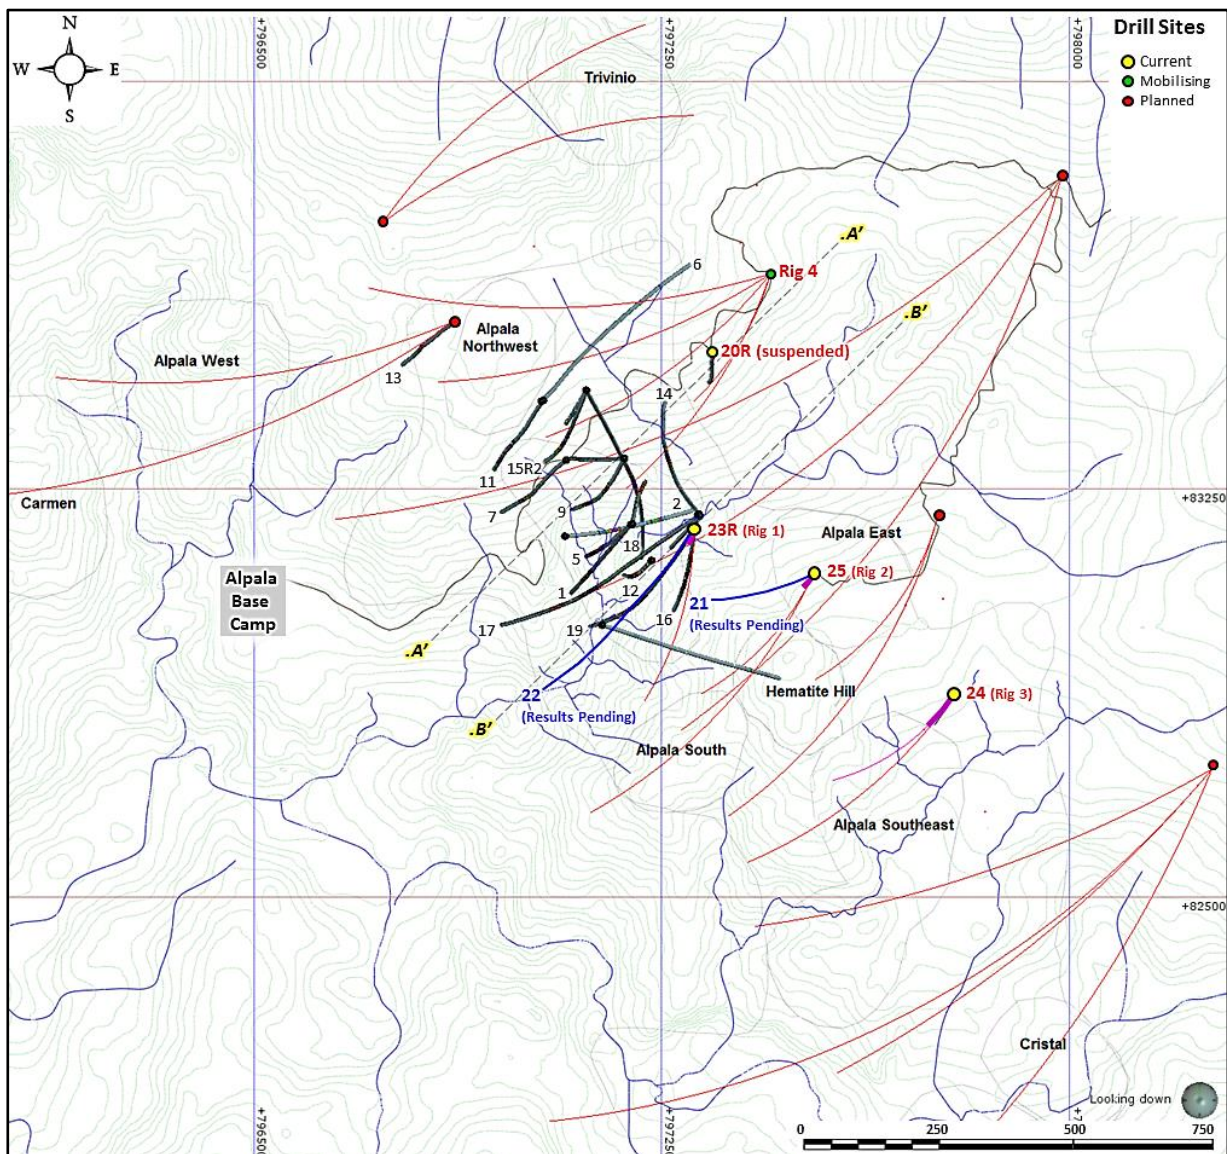 N
W E
S
+796500
+797250
+798000
Drill Sites
Current
Mobilising
Planned
Trivinio
.A'
6
Rig 4
.B'
Alpala
Northwest
Alpala West
13
20R (suspended)
14
15R2
11
Carmen
7
9
2
+83250
23R (Rig 1)
Alpala East
18
5
25 (Rig 2)
Alpala
Base
Camp
1
12
21
(Results Pending)
16
17
19
.A'
22
(Results Pending)
Hematite Hill
24 (Rig 3)
.B'
Alpala South
Alpala Southeast
+82500
Cristal
Looking down
+796500
+797250
+7
0 250 500 750